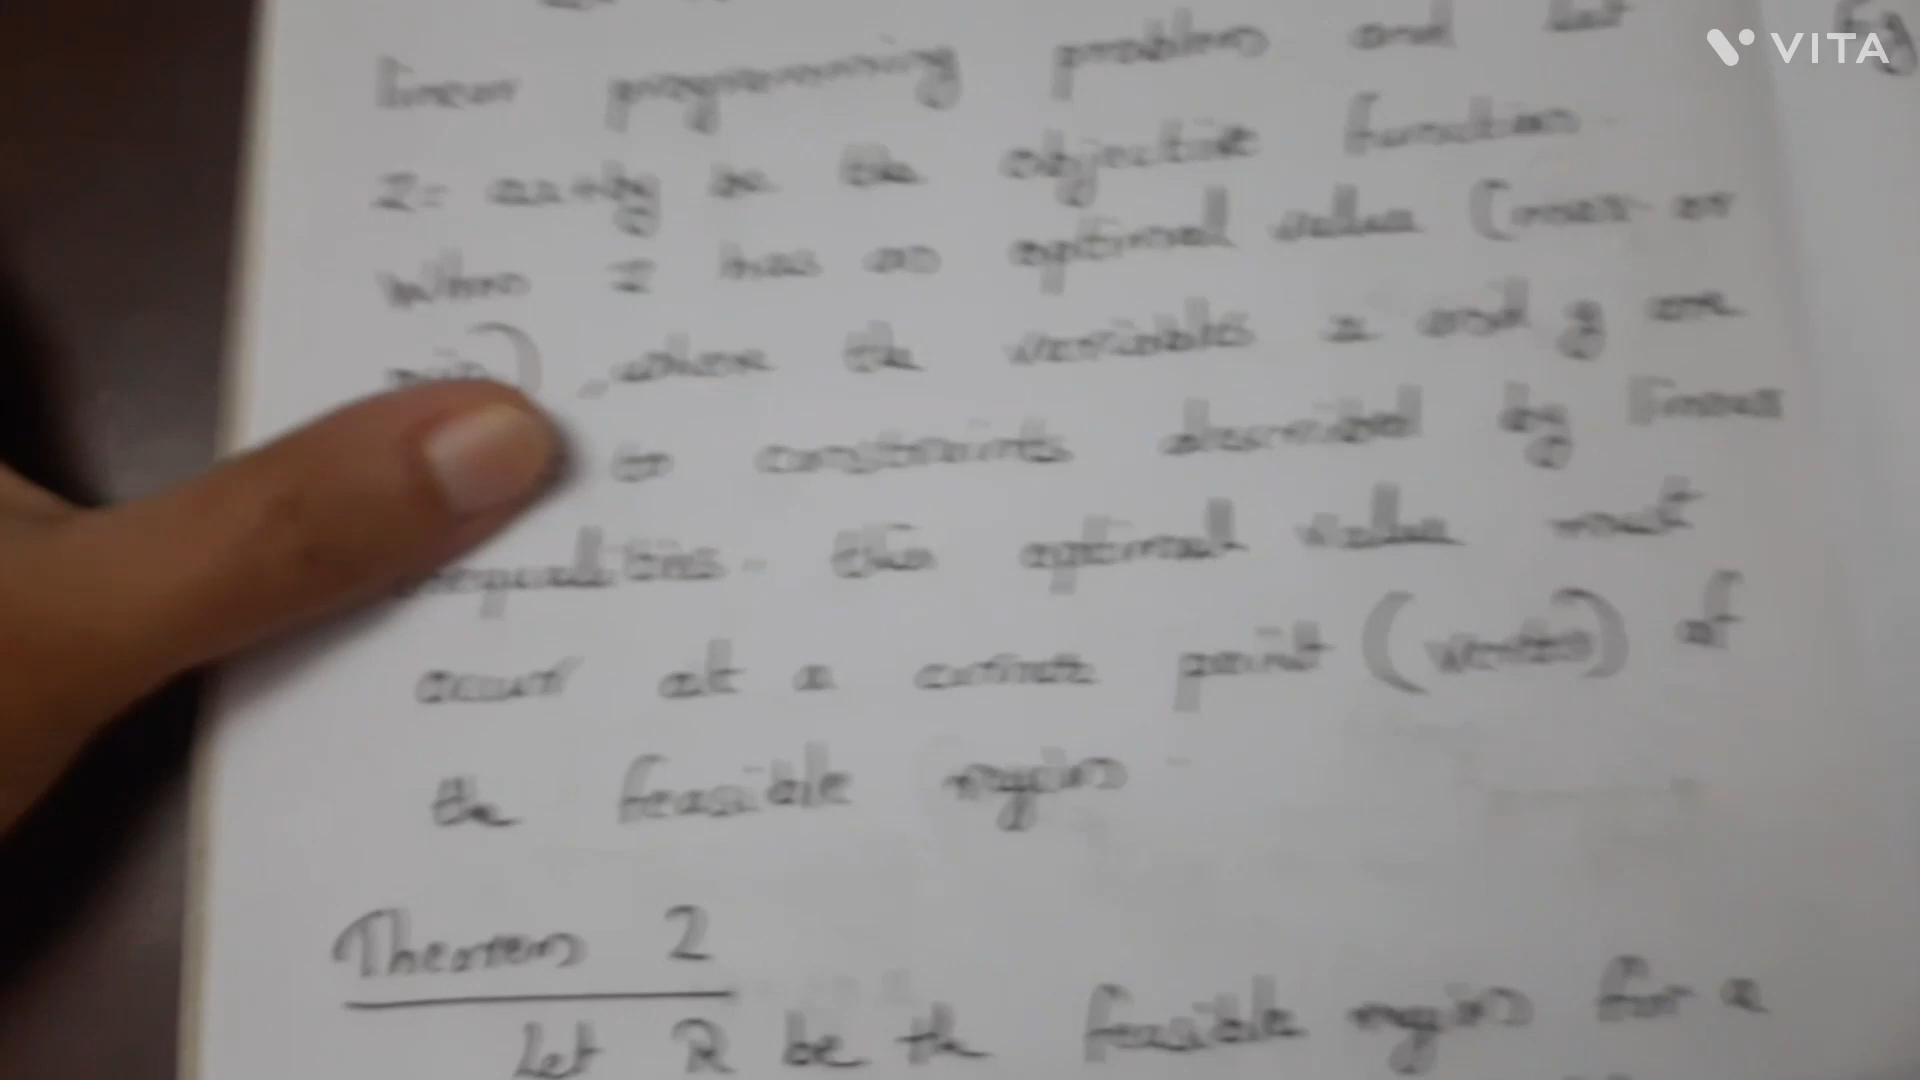 VITA
linear programming problem and let
Z = ax+by be the objective function.
When Z has an optimal value (max or
min), where the variables x and y are
to constraints described by linear
inequalities. this optimal value must
occur at a corner point (vertex) of
the feasible region.
Theorem 2
Let R be the feasible region for a